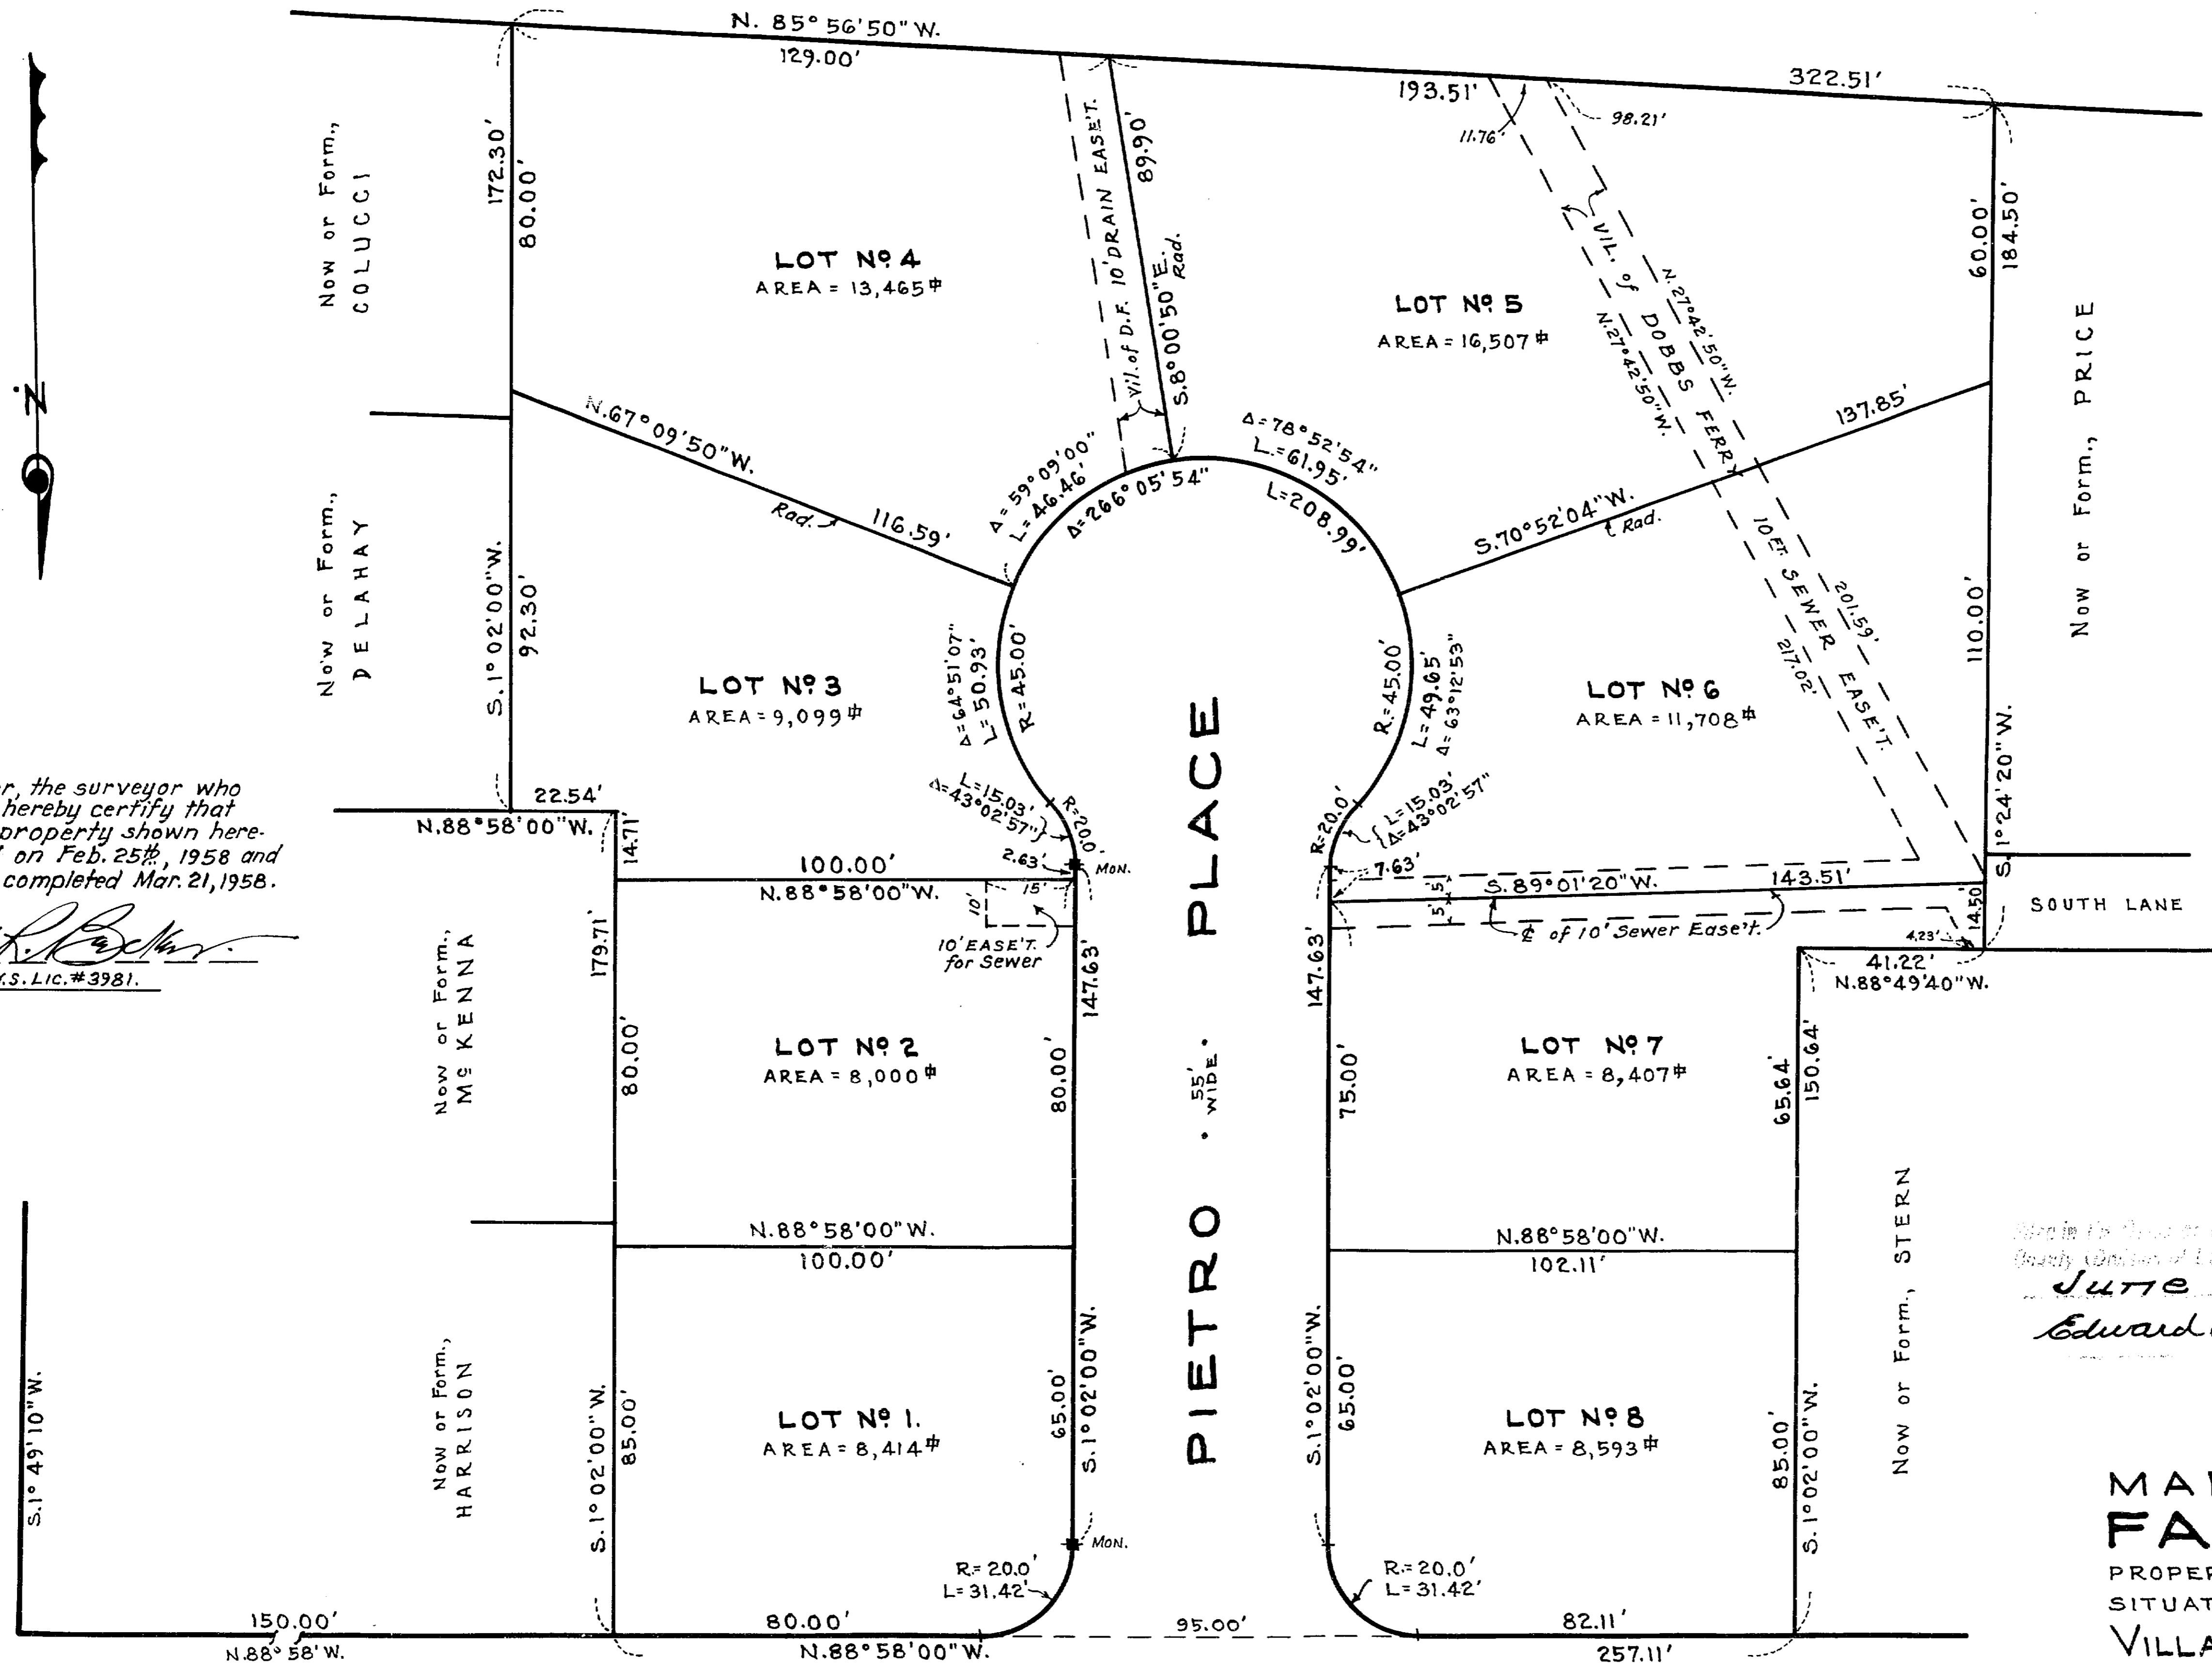 N. 85° 56' 50" W.
129.00'
193.51'
322.51'
11.76'
98.21'
N
Now or Form.,
COLUCCI
172.30'
80.00'
Vil. of D.F. 10' DRAIN EASE'T.
89.90'
S.8°00'50"E.
Rad.
LOT Nº 4
AREA = 13,465⌗
LOT Nº 5
AREA = 16,507⌗
VIL. of DOBBS FERRY
N.27°42'50"W.
N.27°42'50"W.
10 FT. SEWER EASE'T.
201.59'
217.02'
60.00'
184.50'
Now or Form., PRICE
137.85'
S.70°52'04"W.
Rad.
N.67°09'50"W.
Rad.
116.59'
Δ=59°09'00"
L=46.46'
Δ=266°05'54"
Δ=78°52'54"
L.=61.95'
L=208.99'
Now or Form.,
DELAHAY
S.1°02'00"W.
92.30'
LOT Nº 3
AREA = 9,099⌗
Δ=64°51'07"
L=50.93'
R=45.00'
R.=45.00'
L=49.65'
Δ=63°12'53"
LOT Nº 6
AREA = 11,708⌗
110.00'
S.1°24'20"W.
r, the surveyor who
hereby certify that
property shown here-
on Feb. 25th, 1958 and
completed Mar. 21, 1958.
S. Lic. #3981.
22.54'
N.88°58'00"W.
14.71'
L=15.03'
Δ=43°02'57"
R=20.0'
R=20.0'
L=15.03'
Δ=43°02'57"
2.63'
MON.
7.63'
100.00'
N.88°58'00"W.
15'
10'
10' EASE'T.
for Sewer
S.89°01'20"W.
143.51'
5' 5'
℄ of 10' Sewer Ease't.
14.50'
4.23'
SOUTH LANE
41.22'
N.88°49'40"W.
Now or Form.,
McKENNA
179.71'
80.00'
LOT Nº 2
AREA = 8,000⌗
80.00'
147.63'
PIETRO · 55' WIDE · PLACE
147.63'
75.00'
LOT Nº 7
AREA = 8,407⌗
65.64'
150.64'
N.88°58'00"W.
100.00'
N.88°58'00"W.
102.11'
Now or Form., STERN
June
Edward
S.1°49'10"W.
Now or Form.,
HARRISON
S.1°02'00"W.
85.00'
LOT Nº 1.
AREA = 8,414⌗
65.00'
S.1°02'00"W.
S.1°02'00"W.
65.00'
LOT Nº 8
AREA = 8,593⌗
85.00'
S.1°02'00"W.
MON.
R.=20.0'
L=31.42'
R.=20.0'
L=31.42'
150.00'
N.88°58'W.
80.00'
N.88°58'00"W.
95.00'
82.11'
257.11'
MA
FA
PROPER
SITUAT
VILLA